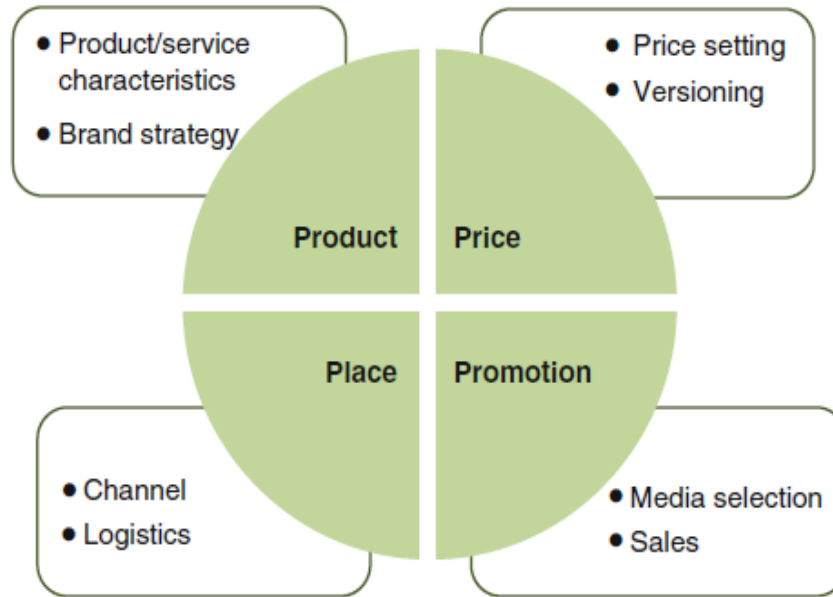 ● Product/service
characteristics
● Brand strategy
● Price setting
● Versioning
Product
Price
Place
Promotion
● Channel
● Logistics
● Media selection
● Sales